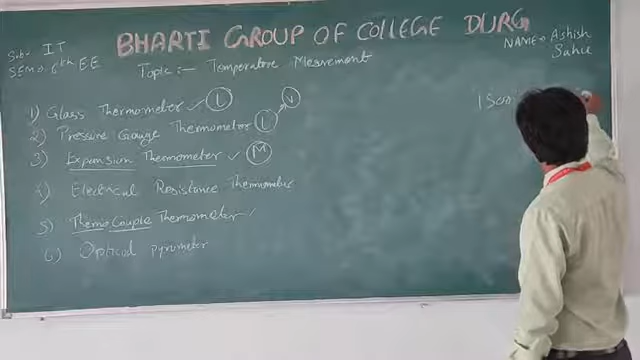 Sub:- IT
SEM:- 6th EE
BHARTI GROUP OF COLLEGE DURG
NAME:- Ashish
Sahu
Topic :- Temperature Mesurement
1) Glass Thermometer ✓ L
2) Pressure Gauge Thermometer L V
3) Expansion Thermometer ✓ M
4) Electrical Resistance Thermometer
5) ThermoCouple Thermometer ✓
6) Optical pyrometer